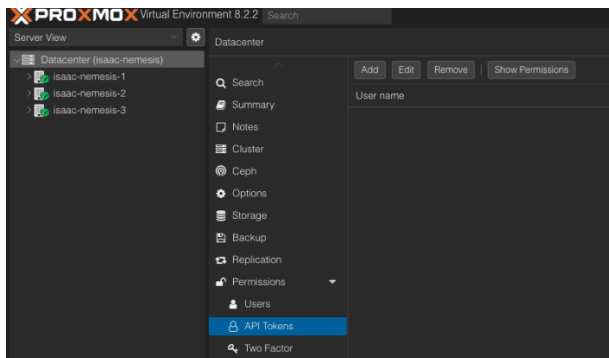 PROXMOX Virtual Environment 8.2.2 Search
Server View
Datacenter
Datacenter (isaac-nemesis)
isaac-nemesis-1
isaac-nemesis-2
isaac-nemesis-3
Search
Summary
Notes
Cluster
Ceph
Options
Storage
Backup
Replication
Permissions
Users
API Tokens
Two Factor
Add Edit Remove | Show Permissions
User name